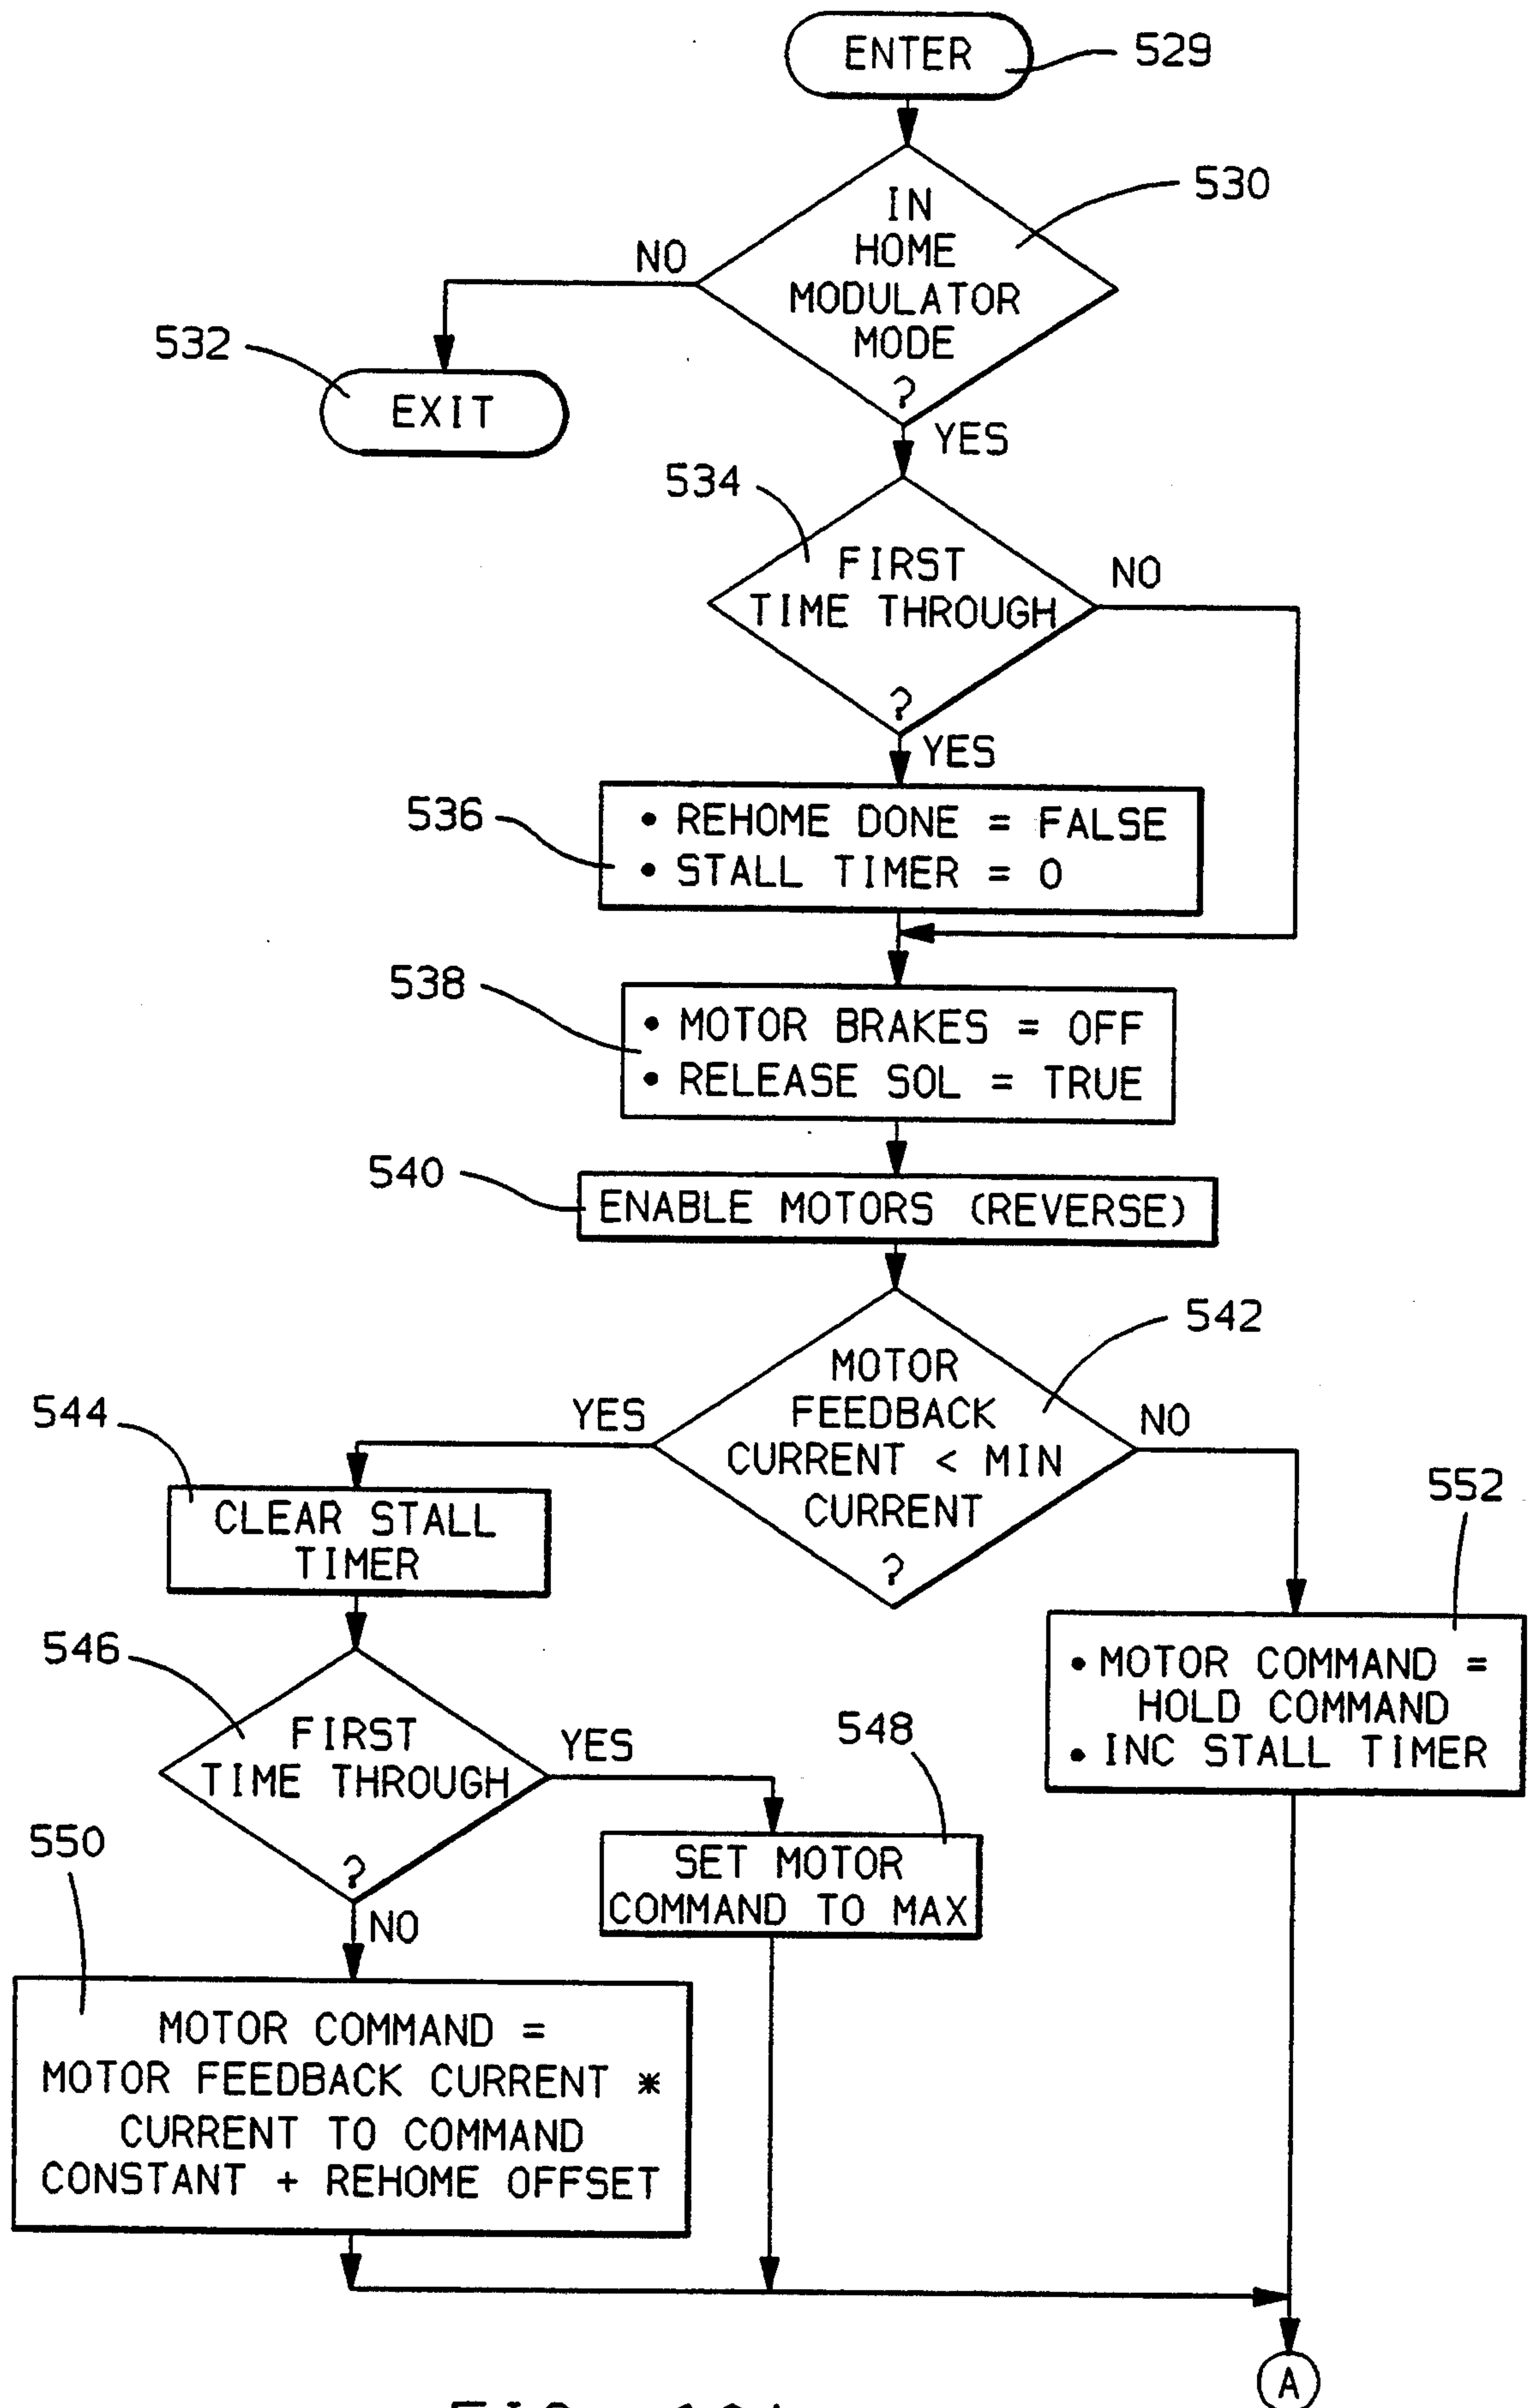 ENTER
529
IN
HOME
MODULATOR
MODE
?
530
NO
YES
532
EXIT
534
FIRST
TIME THROUGH
?
NO
YES
536
• REHOME DONE = FALSE
• STALL TIMER = 0
538
• MOTOR BRAKES = OFF
• RELEASE SOL = TRUE
540
ENABLE MOTORS (REVERSE)
542
MOTOR
FEEDBACK
CURRENT < MIN
CURRENT
?
YES
NO
544
CLEAR STALL
TIMER
552
• MOTOR COMMAND =
HOLD COMMAND
• INC STALL TIMER
546
FIRST
TIME THROUGH
?
YES
NO
548
SET MOTOR
COMMAND TO MAX
550
MOTOR COMMAND =
MOTOR FEEDBACK CURRENT *
CURRENT TO COMMAND
CONSTANT + REHOME OFFSET
A